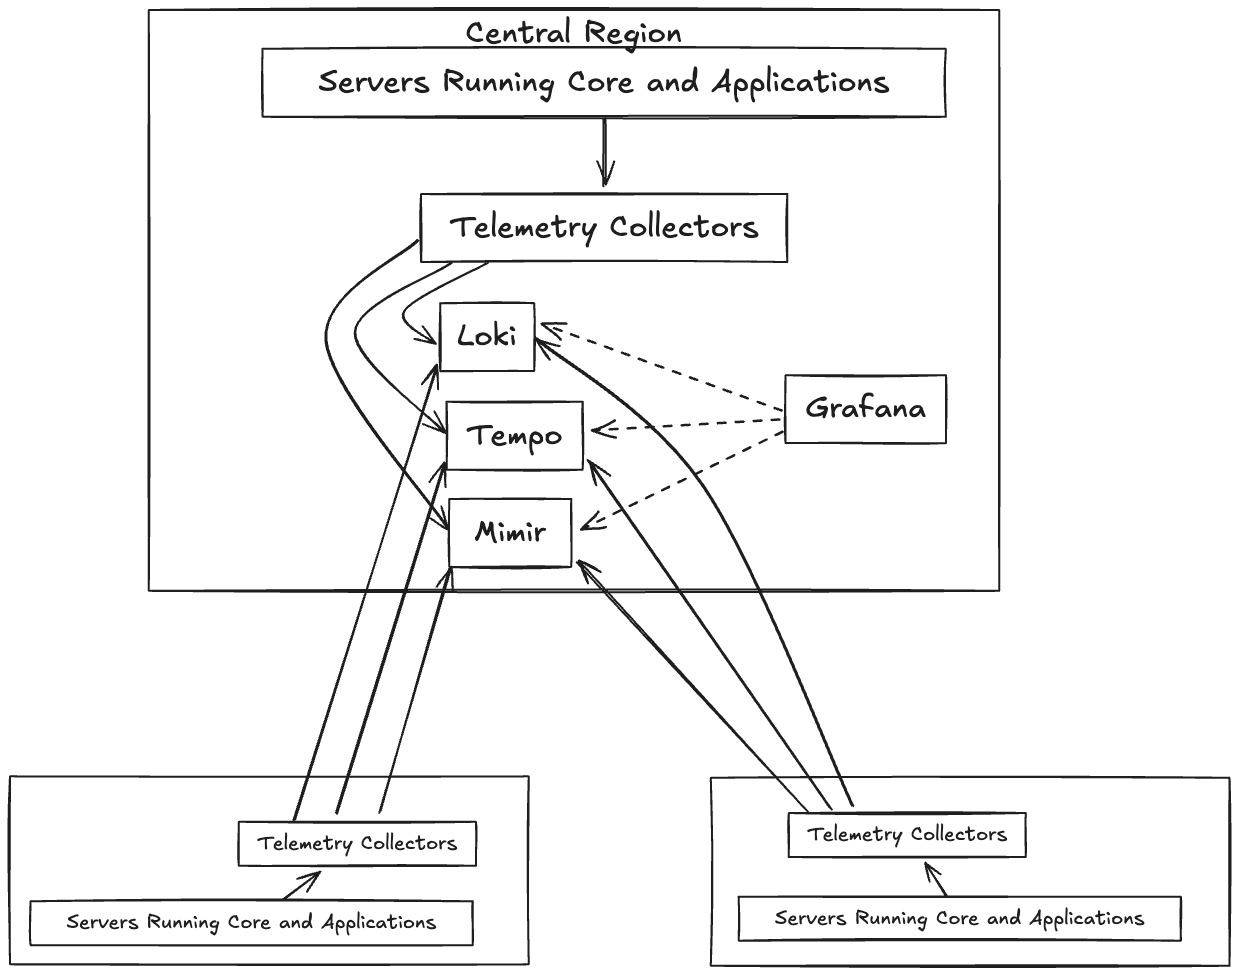 Central Region
Servers Running Core and Applications
Telemetry Collectors
Loki
Grafana
Tempo
Mimir
Telemetry Collectors
Servers Running Core and Applications
Telemetry Collectors
Servers Running Core and Applications